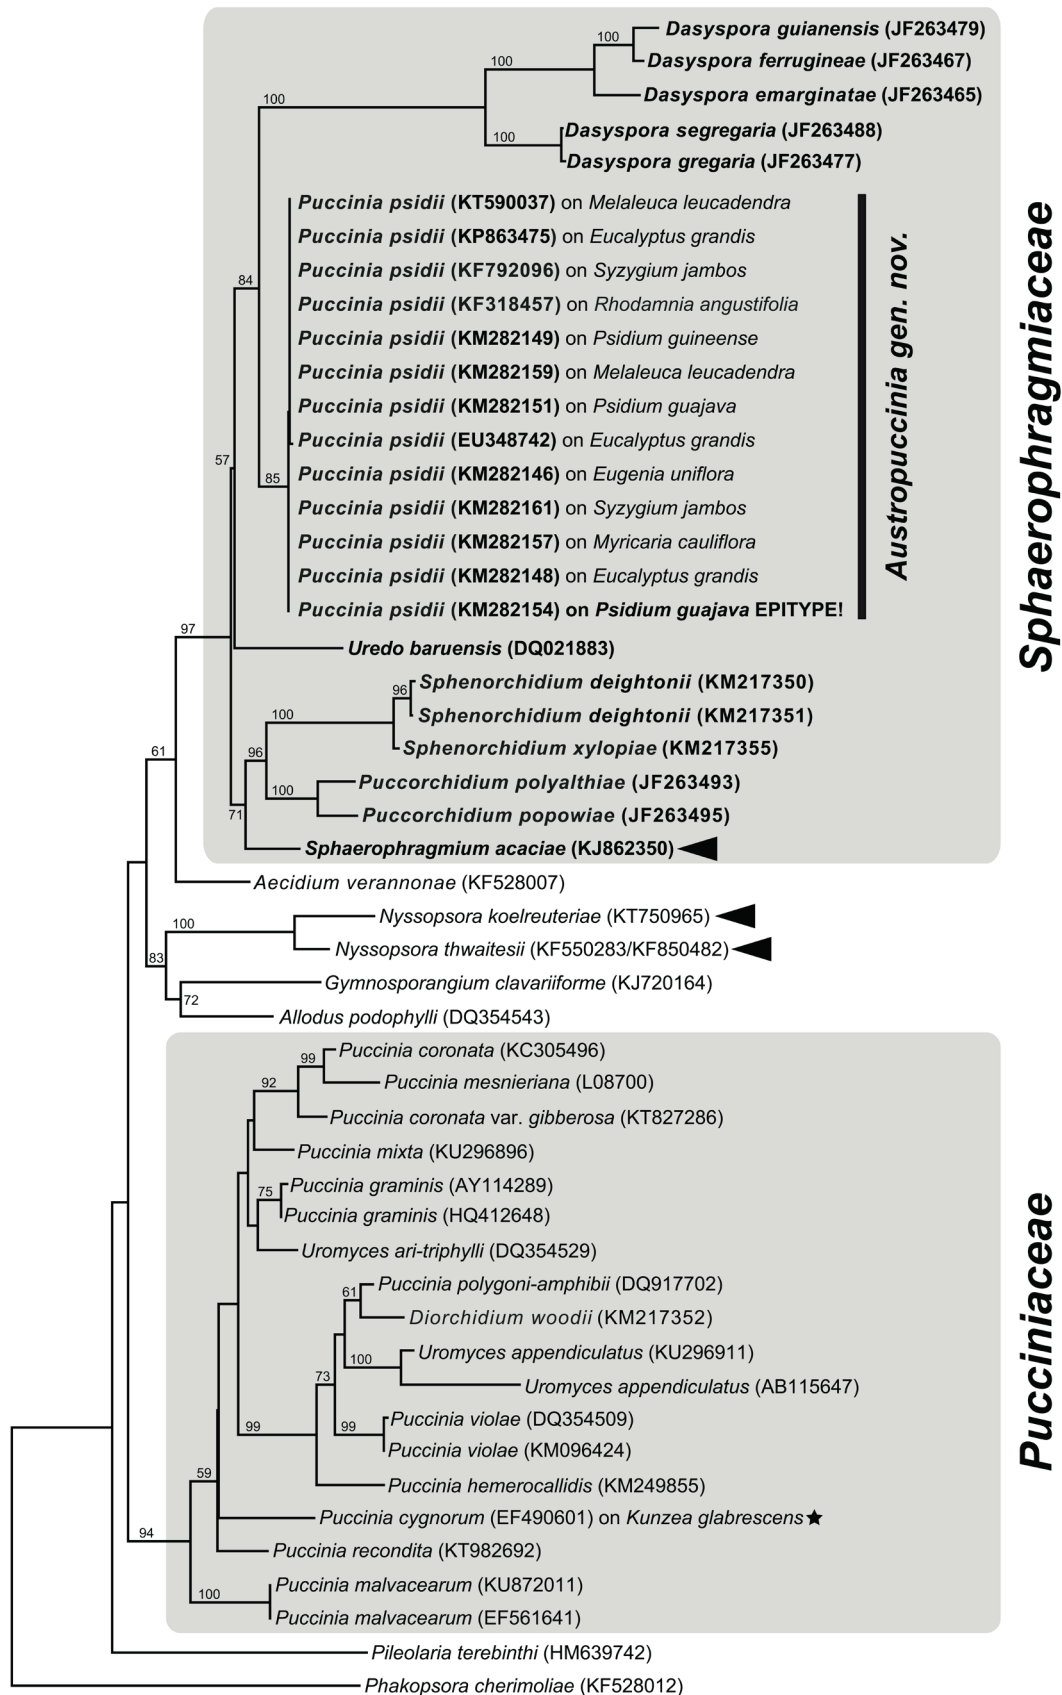 100
Dasyspora guianensis (JF263479)
100
Dasyspora ferrugineae (JF263467)
Dasyspora emarginatae (JF263465)
100
100
Dasyspora segregaria (JF263488)
Dasyspora gregaria (JF263477)
Puccinia psidii (KT590037) on Melaleuca leucadendra
Puccinia psidii (KP863475) on Eucalyptus grandis
Puccinia psidii (KF792096) on Syzygium jambos
84
Puccinia psidii (KF318457) on Rhodamnia angustifolia
Puccinia psidii (KM282149) on Psidium guineense
Puccinia psidii (KM282159) on Melaleuca leucadendra
Puccinia psidii (KM282151) on Psidium guajava
Puccinia psidii (EU348742) on Eucalyptus grandis
57
85
Puccinia psidii (KM282146) on Eugenia uniflora
Puccinia psidii (KM282161) on Syzygium jambos
Puccinia psidii (KM282157) on Myricaria cauliflora
Puccinia psidii (KM282148) on Eucalyptus grandis
Puccinia psidii (KM282154) on Psidium guajava EPITYPE!
Austropuccinia gen. nov.
Sphaerophragmiaceae
97
Uredo baruensis (DQ021883)
96
Sphenorchidium deightonii (KM217350)
100
Sphenorchidium deightonii (KM217351)
96
Sphenorchidium xylopiae (KM217355)
61
100
Puccorchidium polyalthiae (JF263493)
71
Puccorchidium popowiae (JF263495)
Sphaerophragmium acaciae (KJ862350)
Aecidium verannonae (KF528007)
100
Nyssopsora koelreuteriae (KT750965)
Nyssopsora thwaitesii (KF550283/KF850482)
83
Gymnosporangium clavariiforme (KJ720164)
72
Allodus podophylli (DQ354543)
99
Puccinia coronata (KC305496)
92
Puccinia mesnieriana (L08700)
Puccinia coronata var. gibberosa (KT827286)
Puccinia mixta (KU296896)
75
Puccinia graminis (AY114289)
Puccinia graminis (HQ412648)
Uromyces ari-triphylli (DQ354529)
61
Puccinia polygoni-amphibii (DQ917702)
Diorchidium woodii (KM217352)
100
Uromyces appendiculatus (KU296911)
73
Uromyces appendiculatus (AB115647)
99
99
Puccinia violae (DQ354509)
Puccinia violae (KM096424)
59
Puccinia hemerocallidis (KM249855)
Puccinia cygnorum (EF490601) on Kunzea glabrescens
94
Puccinia recondita (KT982692)
100
Puccinia malvacearum (KU872011)
Puccinia malvacearum (EF561641)
Pucciniaceae
Pileolaria terebinthi (HM639742)
Phakopsora cherimoliae (KF528012)